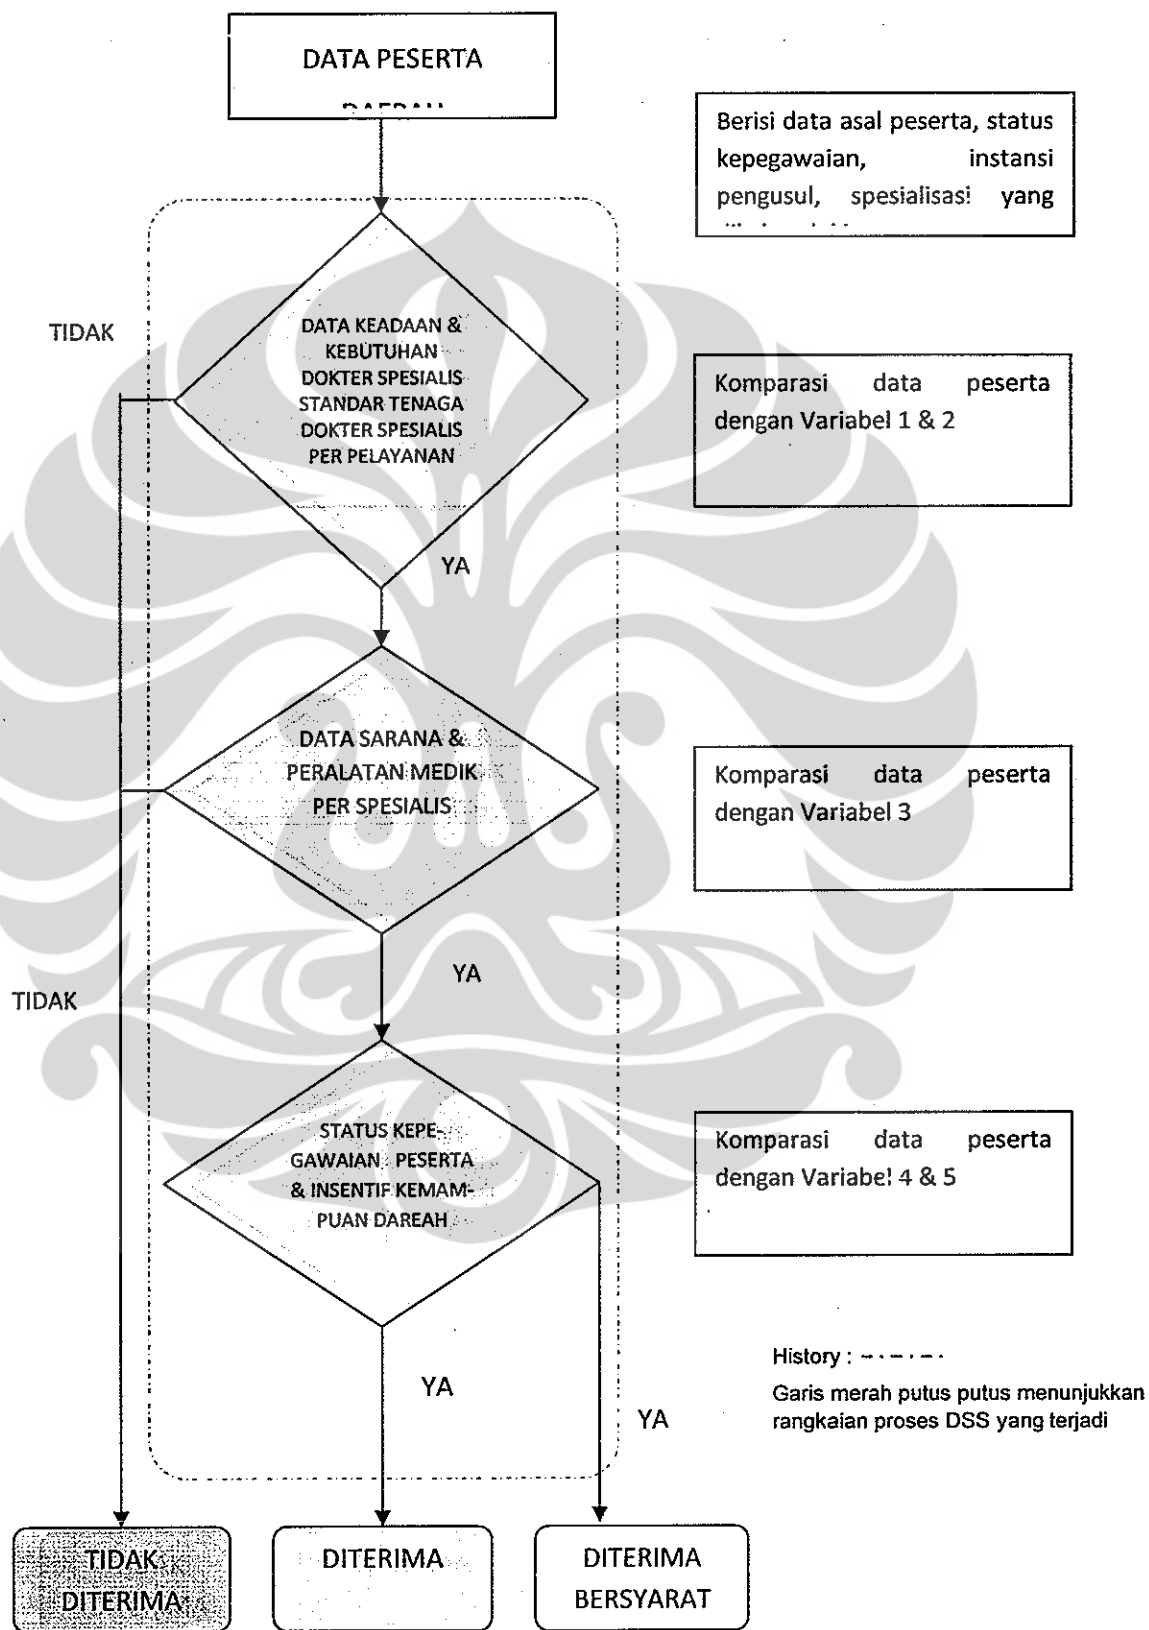 DATA PESERTA
Berisi data asal peserta, status
kepegawaian, instansi
pengusul, spesialisasi yang
TIDAK
DATA KEADAAN &
KEBUTUHAN
DOKTER SPESIALIS
STANDAR TENAGA
DOKTER SPESIALIS
PER PELAYANAN
Komparasi data peserta
dengan Variabel 1 & 2
YA
DATA SARANA &
PERALATAN MEDIK
PER SPESIALIS
Komparasi data peserta
dengan Variabel 3
YA
TIDAK
STATUS KEPE-
GAWAIAN PESERTA
& INSENTIF KEMAM-
PUAN DAREAH
Komparasi data peserta
dengan Variabel 4 & 5
History :
Garis merah putus putus menunjukkan
rangkaian proses DSS yang terjadi
YA
YA
TIDAK
DITERIMA
DITERIMA
DITERIMA
BERSYARAT